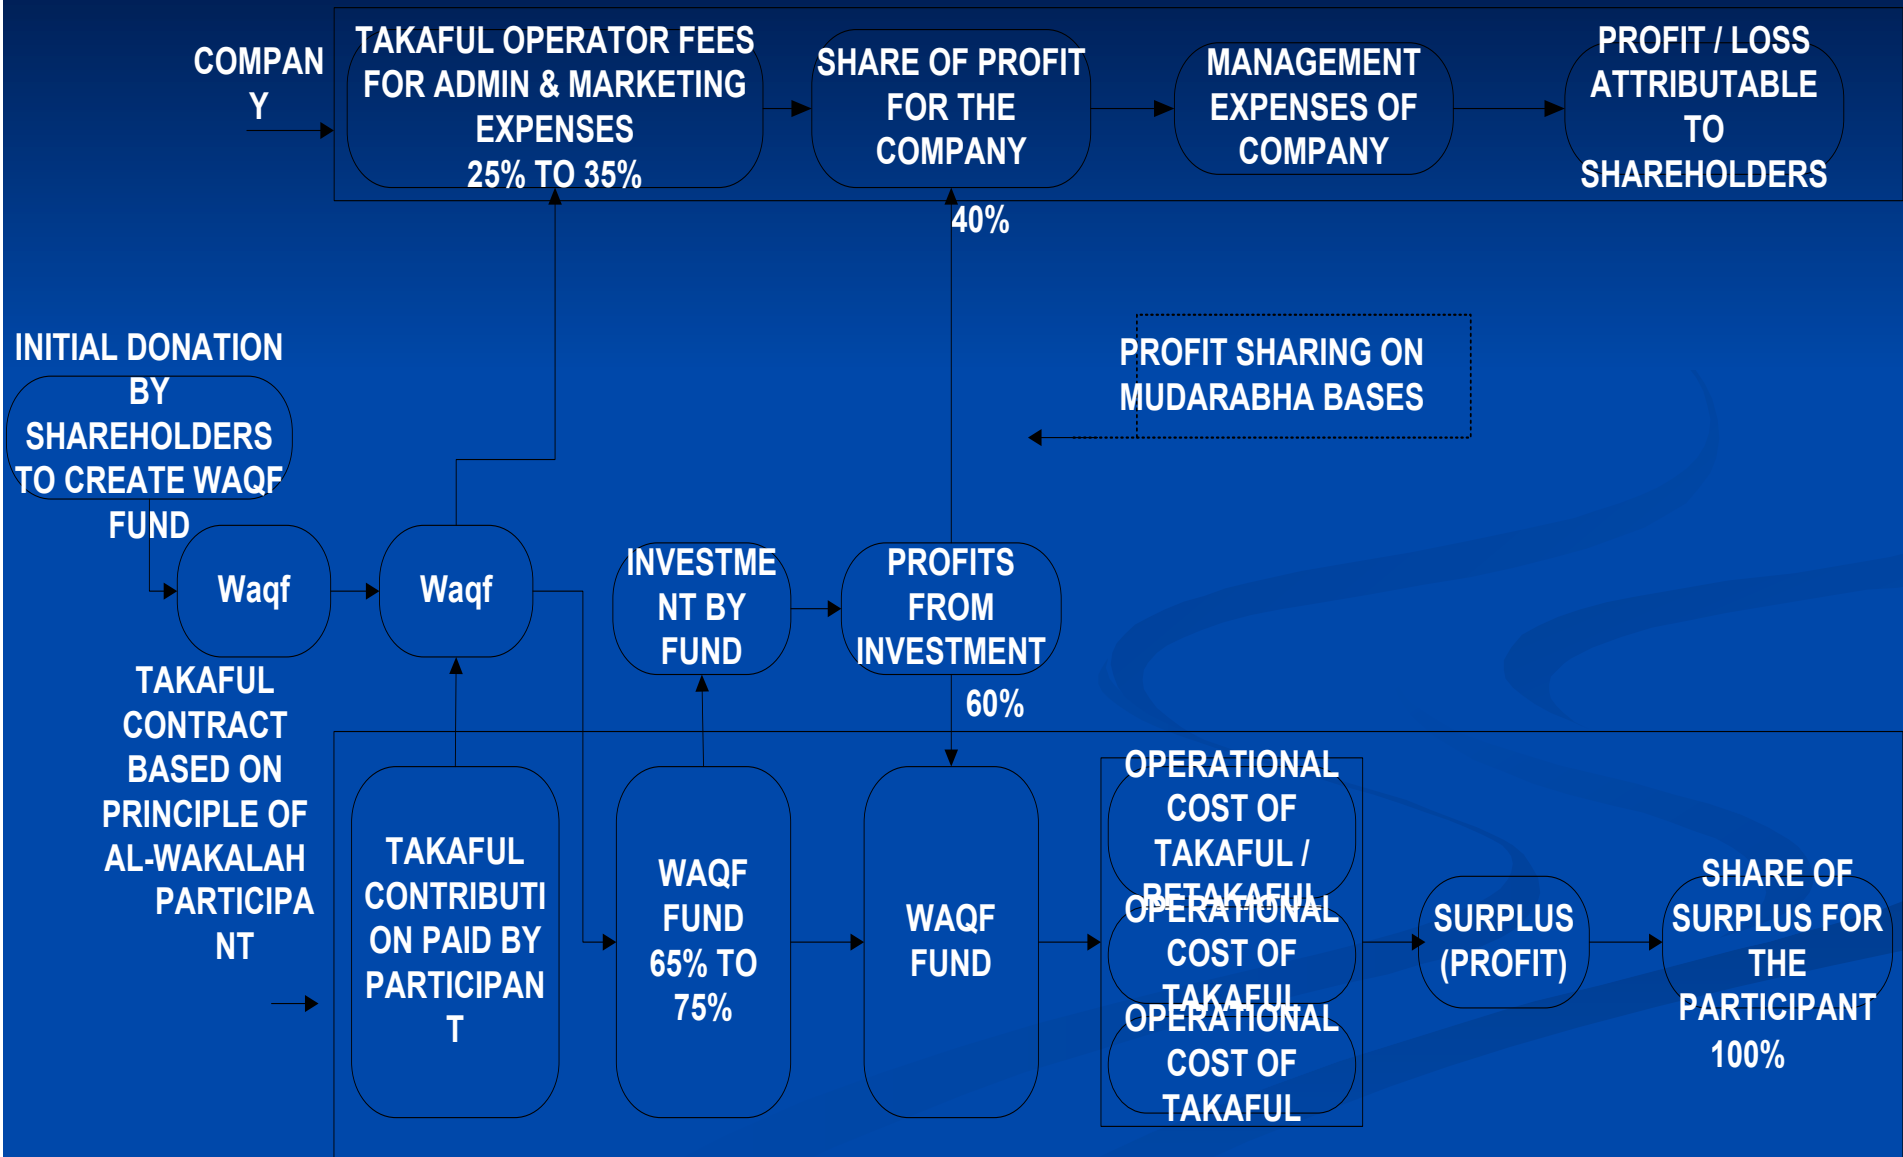 COMPAN
Y
TAKAFUL OPERATOR FEES
FOR ADMIN & MARKETING
EXPENSES
25% TO 35%
SHARE OF PROFIT
FOR THE
COMPANY
MANAGEMENT
EXPENSES OF
COMPANY
PROFIT / LOSS
ATTRIBUTABLE
TO
SHAREHOLDERS
40%
INITIAL DONATION
BY
SHAREHOLDERS
TO CREATE WAQF
FUND
PROFIT SHARING ON
MUDARABHA BASES
Waqf
Waqf
INVESTME
NT BY
FUND
PROFITS
FROM
INVESTMENT
60%
TAKAFUL
CONTRACT
BASED ON
PRINCIPLE OF
AL-WAKALAH
PARTICIPA
NT
TAKAFUL
CONTRIBUTI
ON PAID BY
PARTICIPAN
T
WAQF
FUND
65% TO
75%
WAQF
FUND
OPERATIONAL
COST OF
TAKAFUL /
RETAKAFUL
OPERATIONAL
COST OF
TAKAFUL
OPERATIONAL
COST OF
TAKAFUL
SURPLUS
(PROFIT)
SHARE OF
SURPLUS FOR
THE
PARTICIPANT
100%